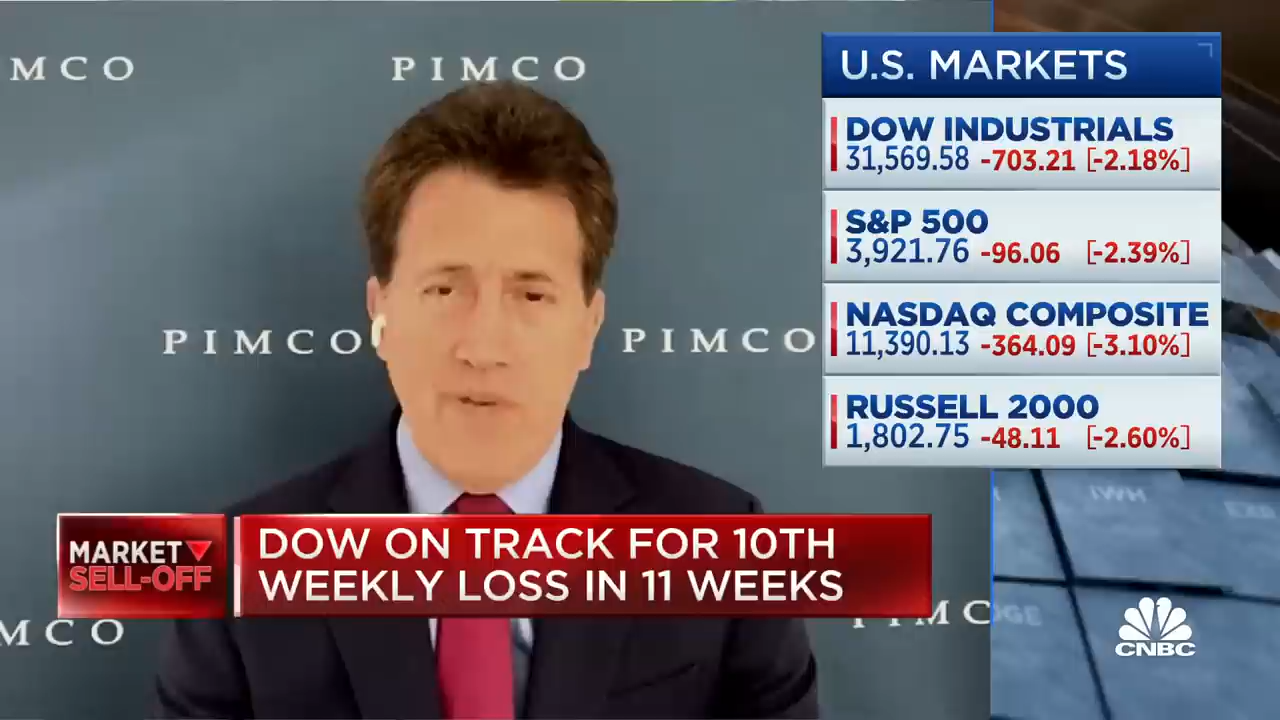 MCO
PIMCO
PIMCO
PIMCO
MCO
PIMC
U.S. MARKETS
DOW INDUSTRIALS
31,569.58 -703.21 [-2.18%]
S&P 500
3,921.76 -96.06 [-2.39%]
NASDAQ COMPOSITE
11,390.13 -364.09 [-3.10%]
RUSSELL 2000
1,802.75 -48.11 [-2.60%]
MARKET
SELL-OFF
DOW ON TRACK FOR 10TH
WEEKLY LOSS IN 11 WEEKS
CNBC